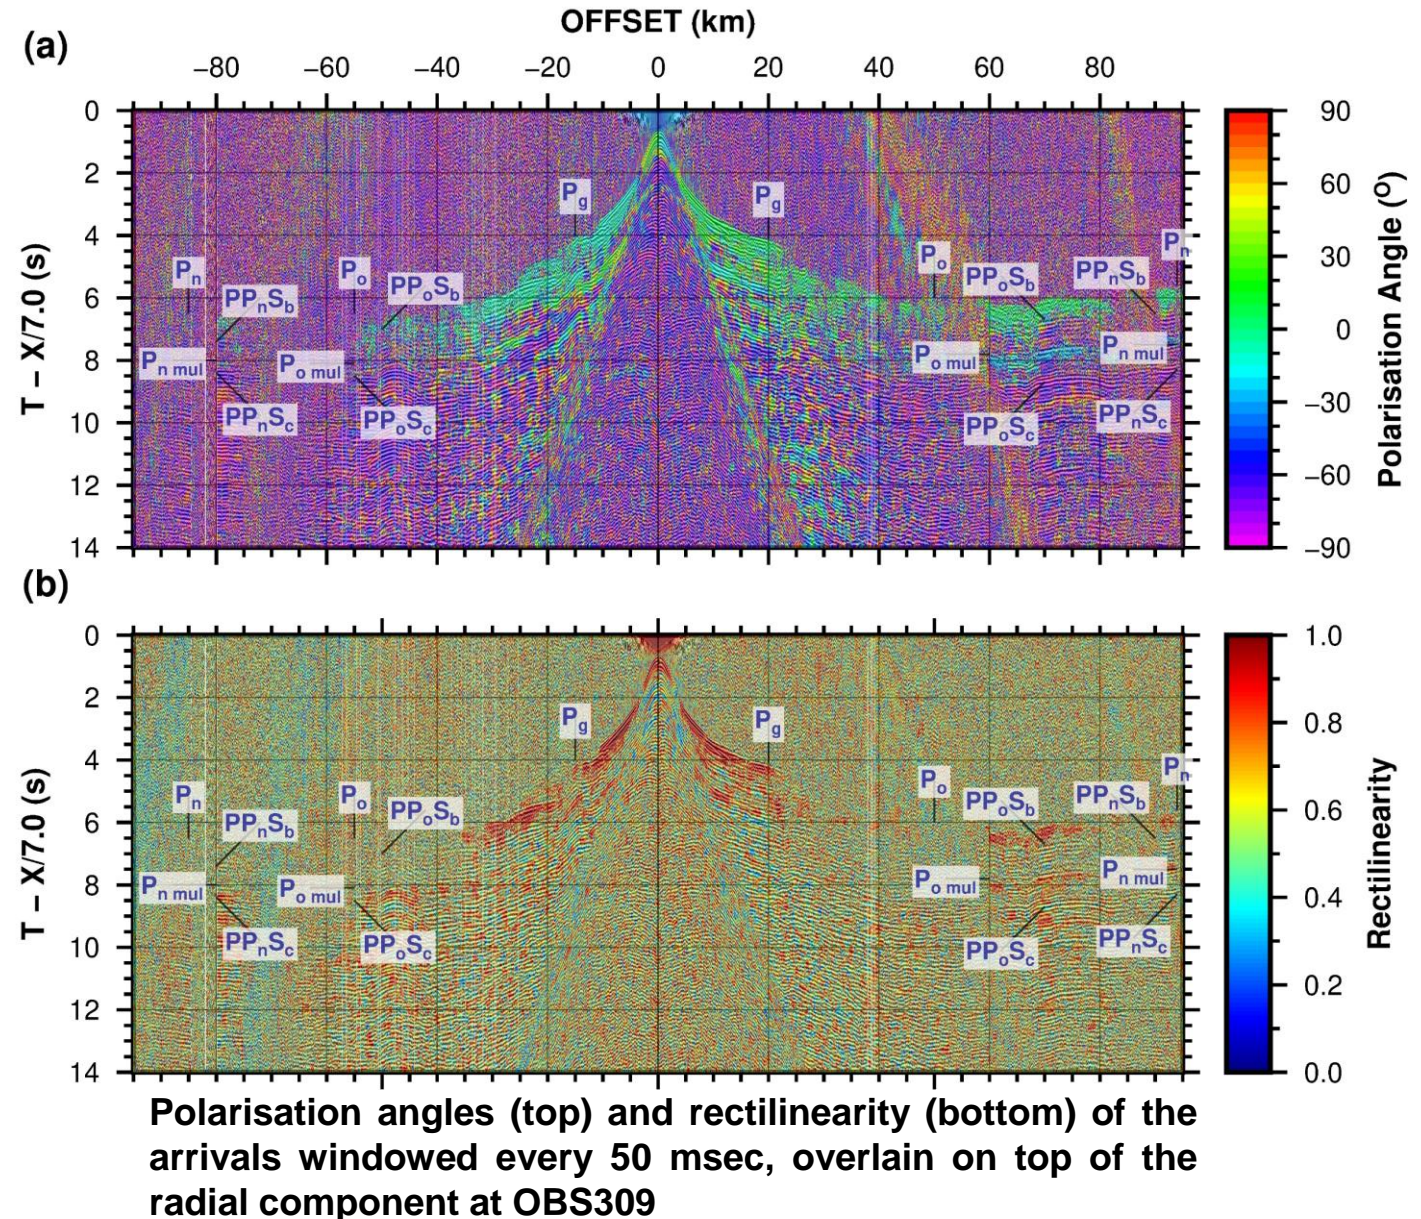 OFFSET (km)
(a)
−80 −60 −40 −20 0 20 40 60 80
0
2
4
6
8
10
12
14
T − X/7.0 (s)
Pg
Pg
Pn
Po
PPnSb
PPoSb
Pn mul
Po mul
PPnSc
PPoSc
Po
PPoSb
PPnSb
Pn
Po mul
Pn mul
PPoSc
PPnSc
90
60
30
0
−30
−60
−90
Polarisation Angle (o)
(b)
0
2
4
6
8
10
12
14
T − X/7.0 (s)
Pg
Pg
Pn
Po
PPnSb
PPoSb
Pn mul
Po mul
PPnSc
PPoSc
Po
PPoSb
PPnSb
Pn
Po mul
Pn mul
PPoSc
PPnSc
1.0
0.8
0.6
0.4
0.2
0.0
Rectilinearity
Polarisation angles (top) and rectilinearity (bottom) of the
arrivals windowed every 50 msec, overlain on top of the
radial component at OBS309